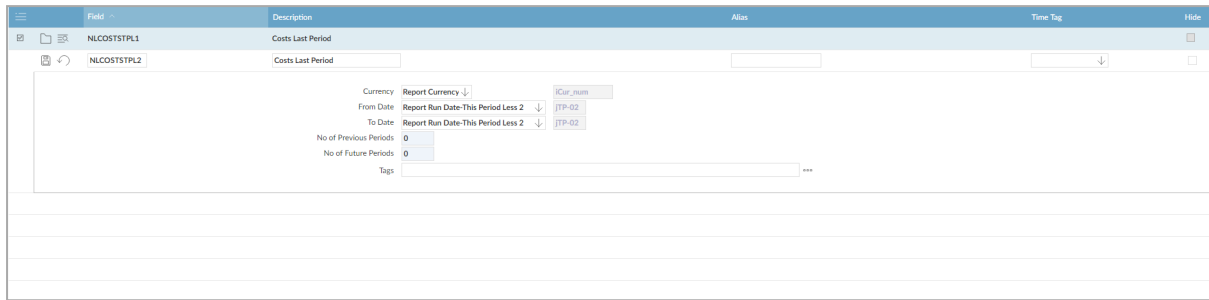 Field Description Alias Time Tag Hide
NLCOSTSTPL1 Costs Last Period
NLCOSTSTPL2 Costs Last Period
Currency Report Currency lCur_num
From Date Report Run Date-This Period Less 2 jTP-02
To Date Report Run Date-This Period Less 2 jTP-02
No of Previous Periods 0
No of Future Periods 0
Tags